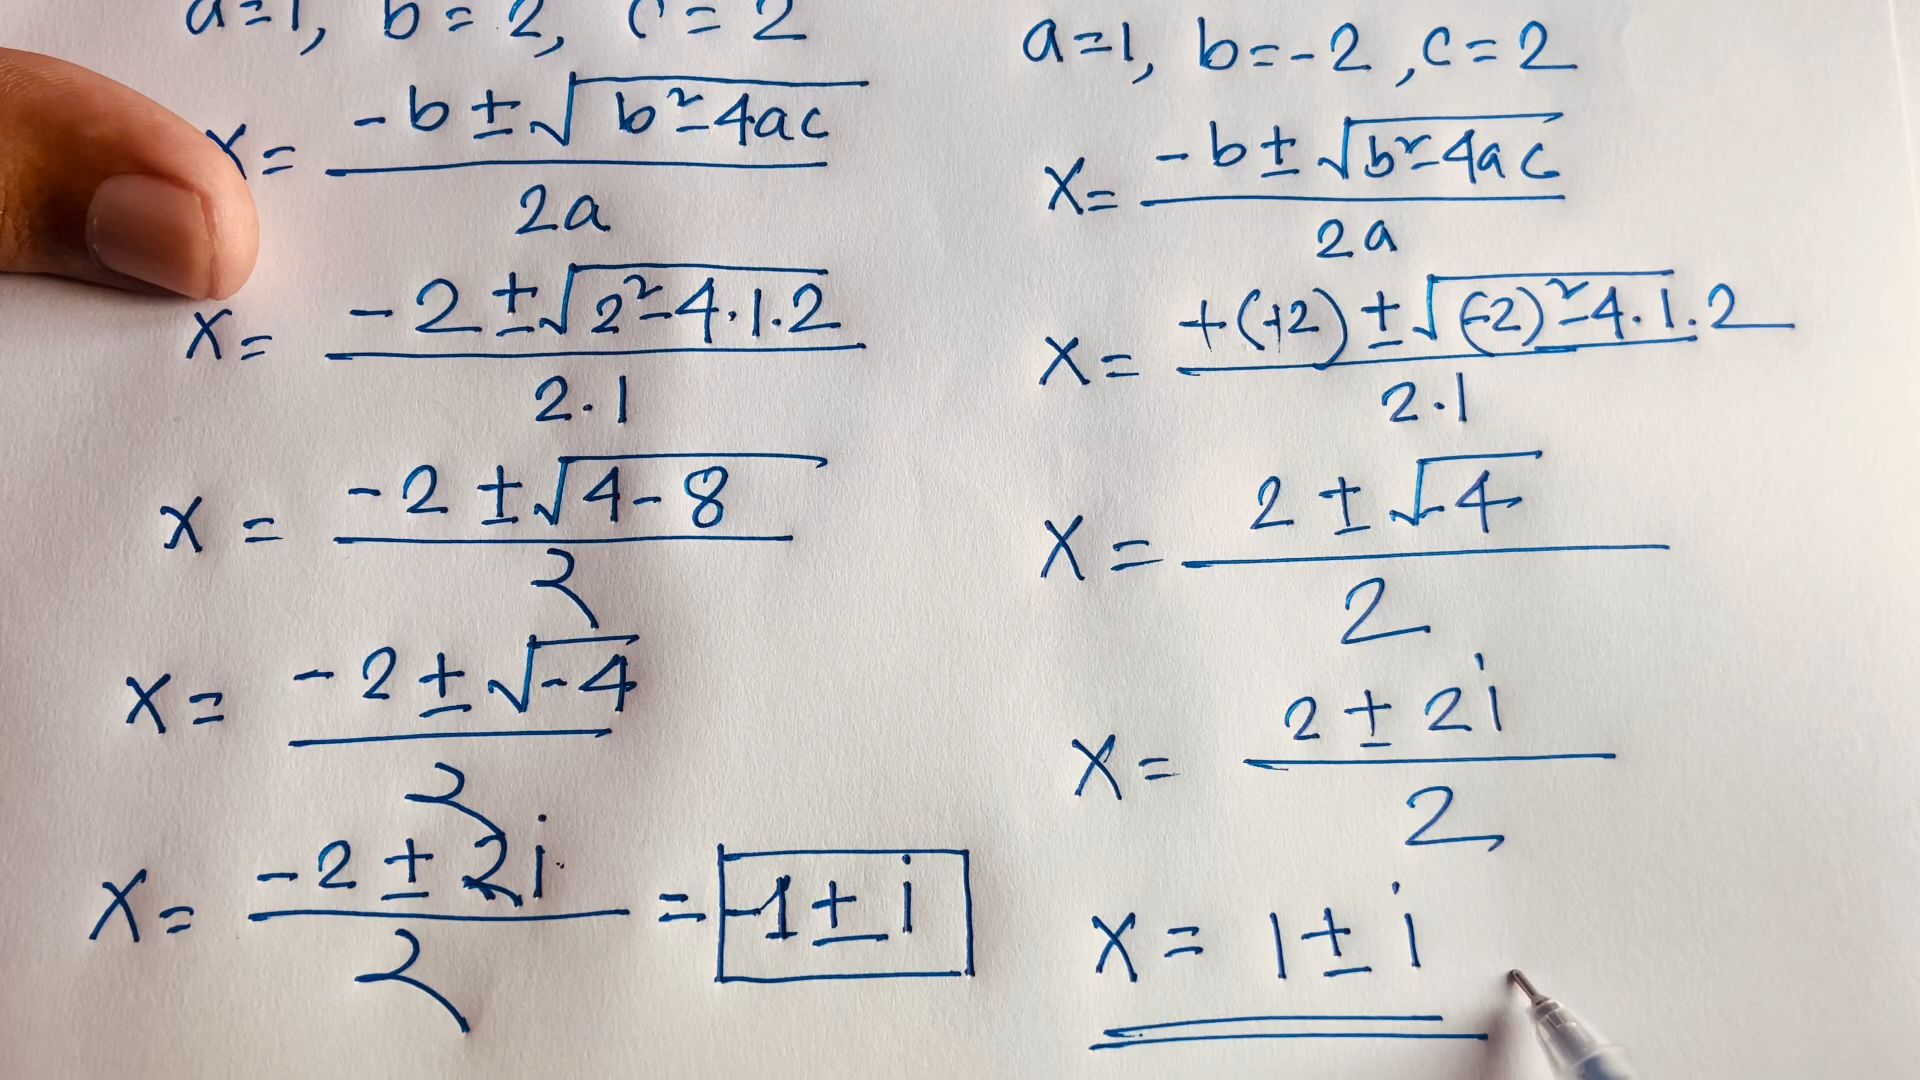 a=1, b=2, c=2
x= -b±√b²-4ac
2a
x= -2±√2²-4.1.2
2.1
x = -2±√4-8
2
x= -2±√-4
2
x= -2±2i = -1±i
2
a=1, b=-2, c=2
x= -b±√b²-4ac
2a
x= +(+2)±√(-2)²-4.1.2
2.1
x= 2±√-4
2
x= 2±2i
2
x= 1±i